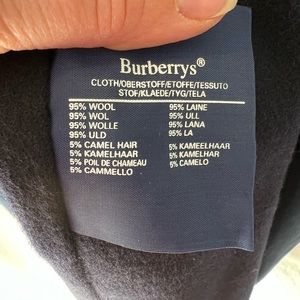 Burberrys®
CLOTH/OBERSTOFF/ETOFFE/TESSUTO
STOF/KLAEDE/TYG/TELA
95% WOOL 95% LAINE
95% WOL 95% ULL
95% WOLLE 95% LANA
95% ULD 95% LA
5% CAMEL HAIR 5% KAMEELHAAR
5% KAMELHAAR 5% KAMELHAR
5% POIL DE CHAMEAU 5% CAMELO
5% CAMMELLO